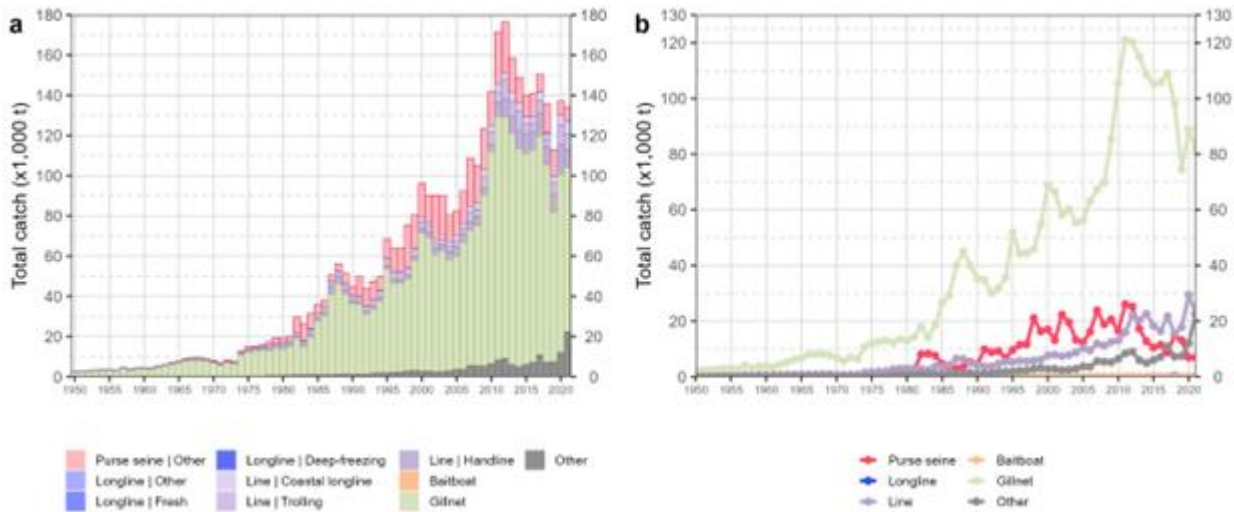 a
b
Total catch (x1,000 t)
180
160
140
120
100
80
60
40
20
0
180
160
140
120
100
80
60
40
20
0
1950 1955 1960 1965 1970 1975 1980 1985 1990 1995 2000 2005 2010 2015 2020
Total catch (x1,000 t)
130
120
100
80
60
40
20
0
130
120
100
80
60
40
20
0
1950 1955 1960 1965 1970 1975 1980 1985 1990 1995 2000 2005 2010 2015 2020
Purse seine | Other
Longline | Other
Longline | Fresh
Longline | Deep-freezing
Line | Coastal longline
Line | Trolling
Line | Handline
Baitboat
Gillnet
Other
Purse seine
Longline
Line
Baitboat
Gillnet
Other